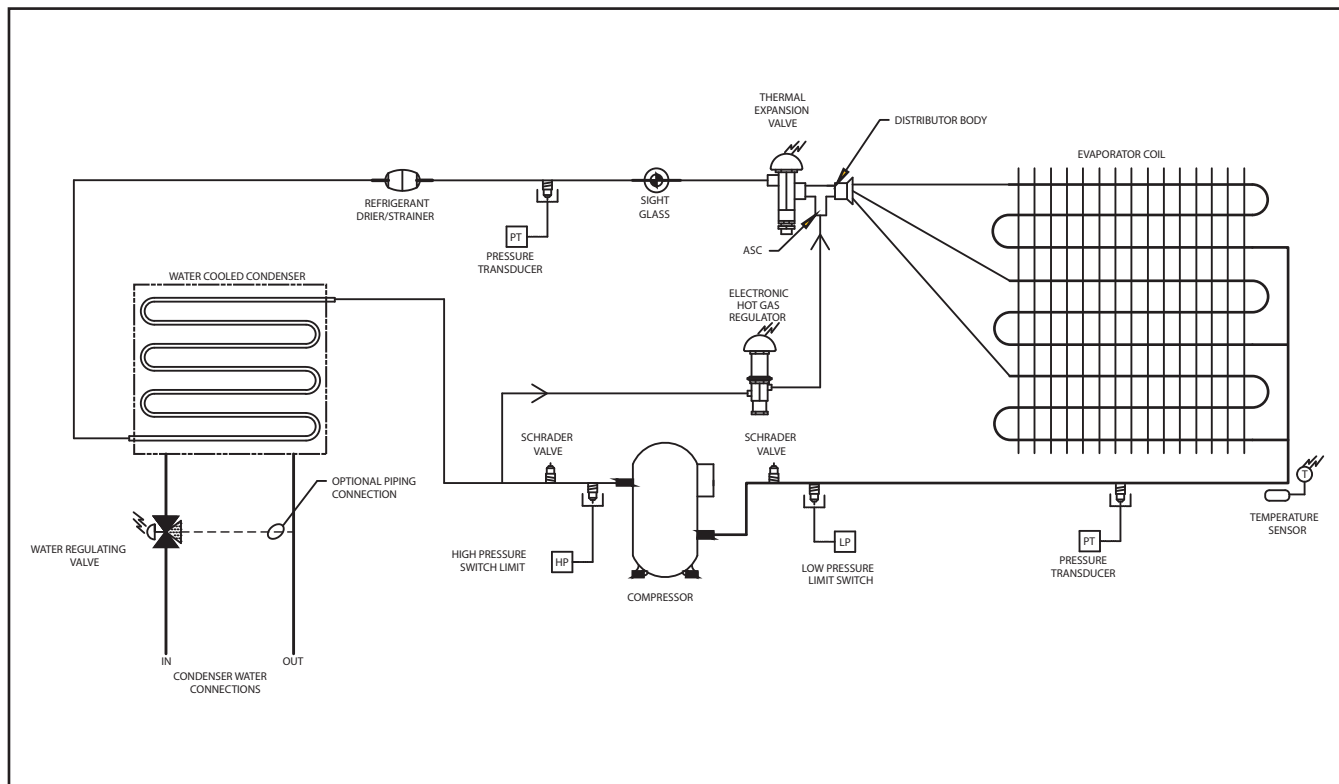 THERMAL
EXPANSION
VALVE
DISTRIBUTOR BODY
EVAPORATOR COIL
REFRIGERANT
DRIER/STRAINER
SIGHT
GLASS
PT
PRESSURE
TRANSDUCER
ASC
WATER COOLED CONDENSER
ELECTRONIC
HOT GAS
REGULATOR
SCHRADER
VALVE
SCHRADER
VALVE
OPTIONAL PIPING
CONNECTION
T
TEMPERATURE
SENSOR
WATER REGULATING
VALVE
HIGH PRESSURE
SWITCH LIMIT
HP
LP
LOW PRESSURE
LIMIT SWITCH
PT
PRESSURE
TRANSDUCER
COMPRESSOR
IN
OUT
CONDENSER WATER
CONNECTIONS